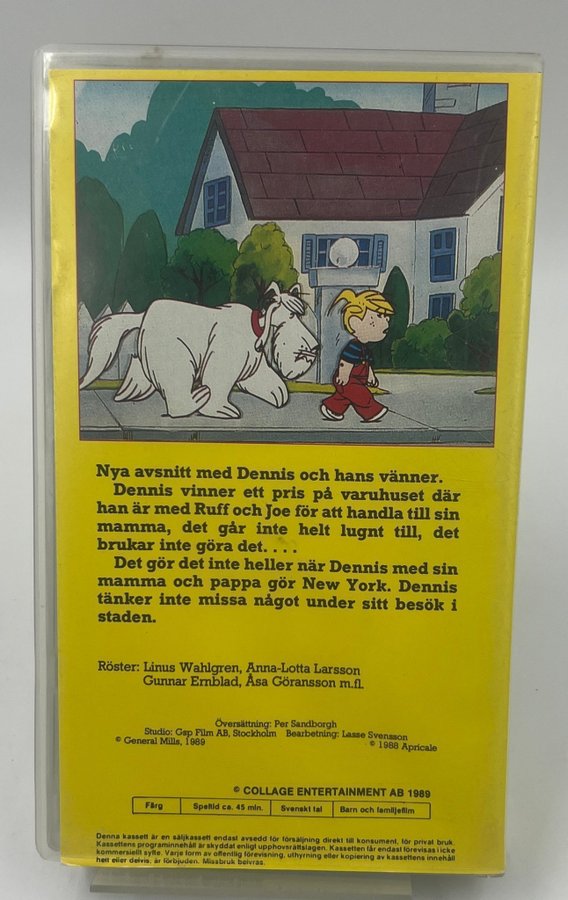 Nya avsnitt med Dennis och hans vänner.
Dennis vinner ett pris på varuhuset där
han är med Ruff och Joe för att handla till sin
mamma, det går inte helt lugnt till, det
brukar inte göra det. . . .
Det gör det inte heller när Dennis med sin
mamma och pappa gör New York. Dennis
tänker inte missa något under sitt besök i
staden.
Röster: Linus Wahlgren, Anna-Lotta Larsson
Gunnar Ernblad, Åsa Göransson m.fl.
Översättning: Per Sandborgh
Studio: Gsp Film AB, Stockholm Bearbetning: Lasse Svensson
© General Mills, 1989 © 1988 Apricale
© COLLAGE ENTERTAINMENT AB 1989
Färg Speltid ca. 45 min. Svenskt tal Barn och familjefilm
Denna kassett är en säljkassett endast avsedd för försäljning direkt till konsument, för privat bruk.
Kassettens programinnehåll är skyddat enligt upphovsrättslagen. Kassetten får endast förevisas i icke
kommersiellt syfte. Varje form av offentlig förevisning, uthyrning eller kopiering av kassettens innehåll
helt eller delvis, är förbjuden. Missbruk beivras.